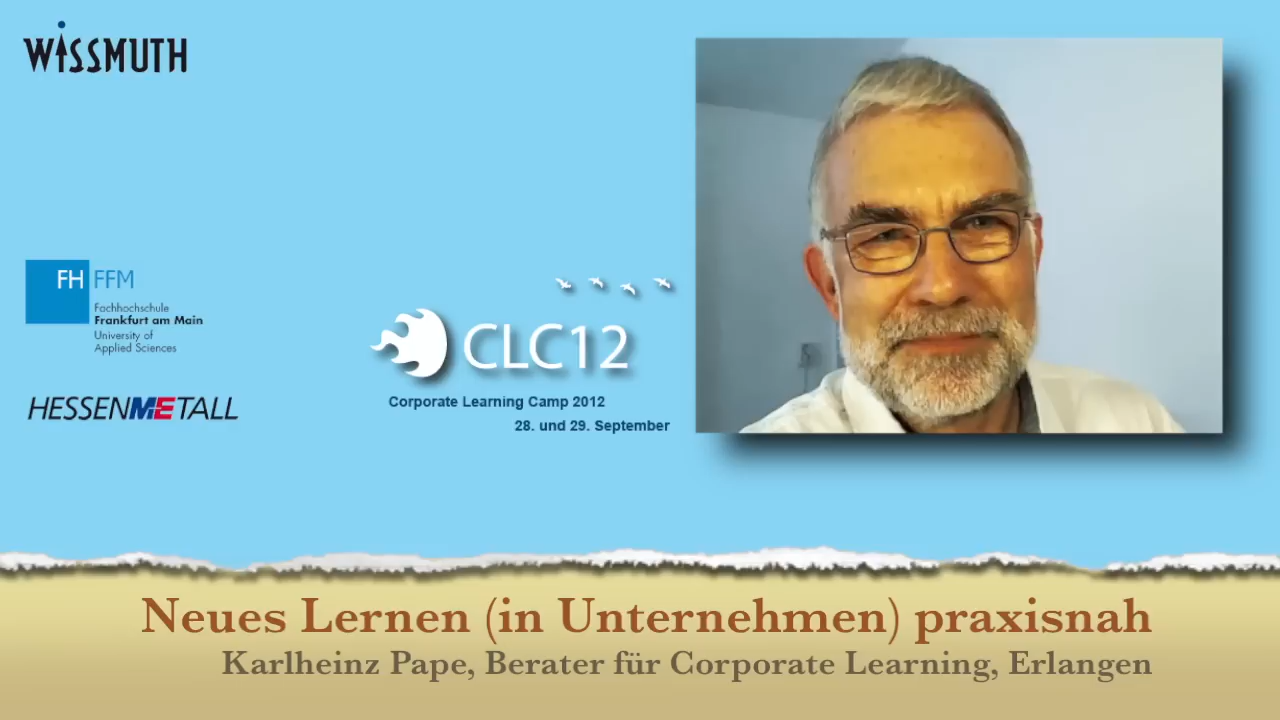 WISSMUTH
FH FFM
Fachhochschule
Frankfurt am Main
University of
Applied Sciences
HESSENMETALL
CLC12
Corporate Learning Camp 2012
28. und 29. September
Neues Lernen (in Unternehmen) praxisnah
Karlheinz Pape, Berater für Corporate Learning, Erlangen